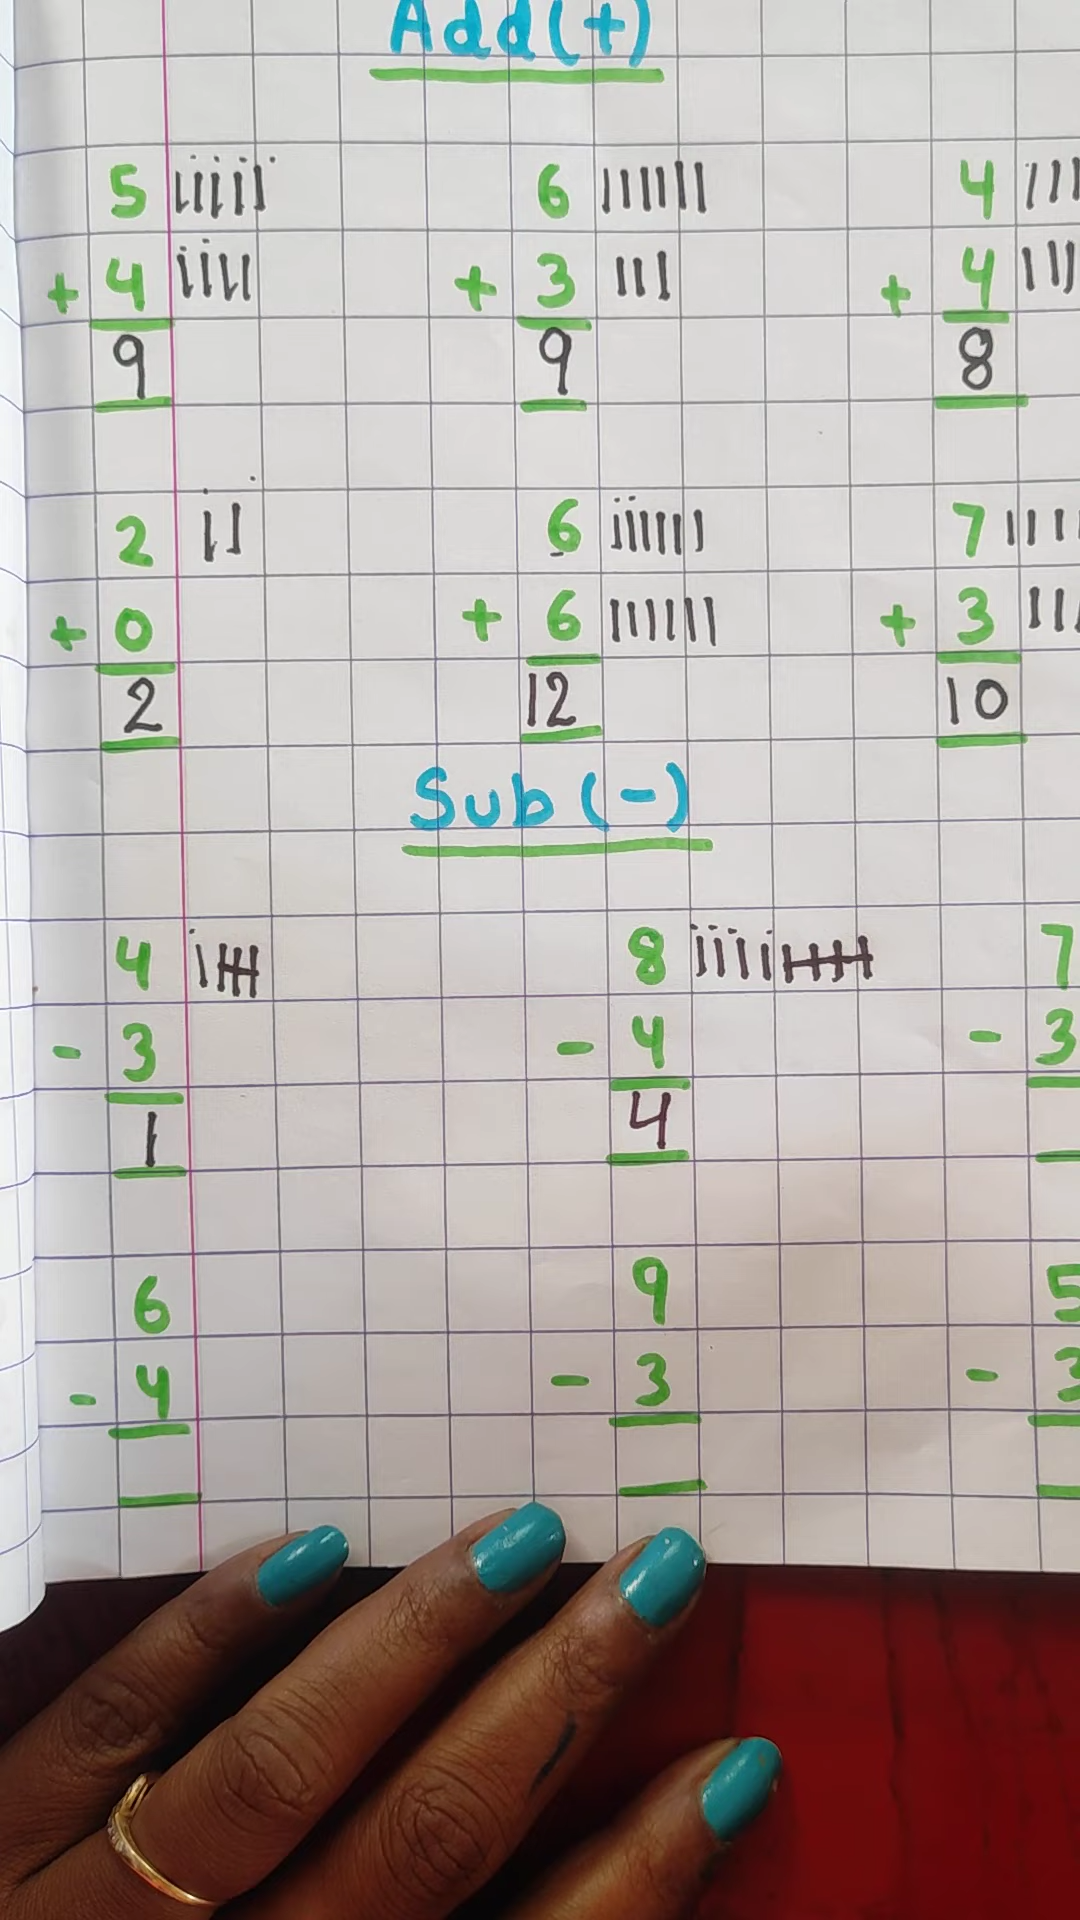 Add (+)
5 6 4
+ 4 + 3 + 4
9 9 8
2 6 7
+ 0 + 6 + 3
2 12 10
Sub (-)
4 8 7
- 3 - 4 - 3
1 4
6 9 5
- 4 - 3 - 3